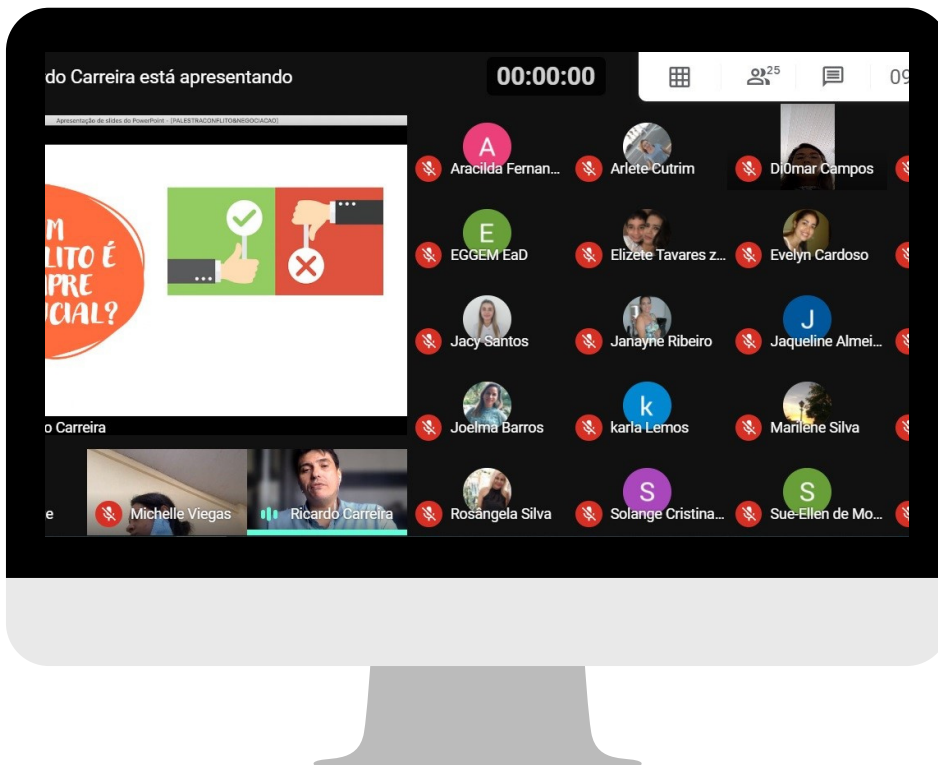 do Carreira está apresentando
00:00:00
25
09
Apresentação de slides do PowerPoint - [PALESTRACONFLITO&NEGOCIACAO]
M
LITO É
PRE
CIAL?
o Carreira
e
Michelle Viegas
Ricardo Carreira
A
Aracilda Fernan...
Arlete Cutrim
Di0mar Campos
E
EGGEM EaD
Elizete Tavares z...
Evelyn Cardoso
Jacy Santos
Janayne Ribeiro
J
Jaqueline Almei...
Joelma Barros
k
karla Lemos
Marilene Silva
Rosângela Silva
S
Solange Cristina...
S
Sue-Ellen de Mo...